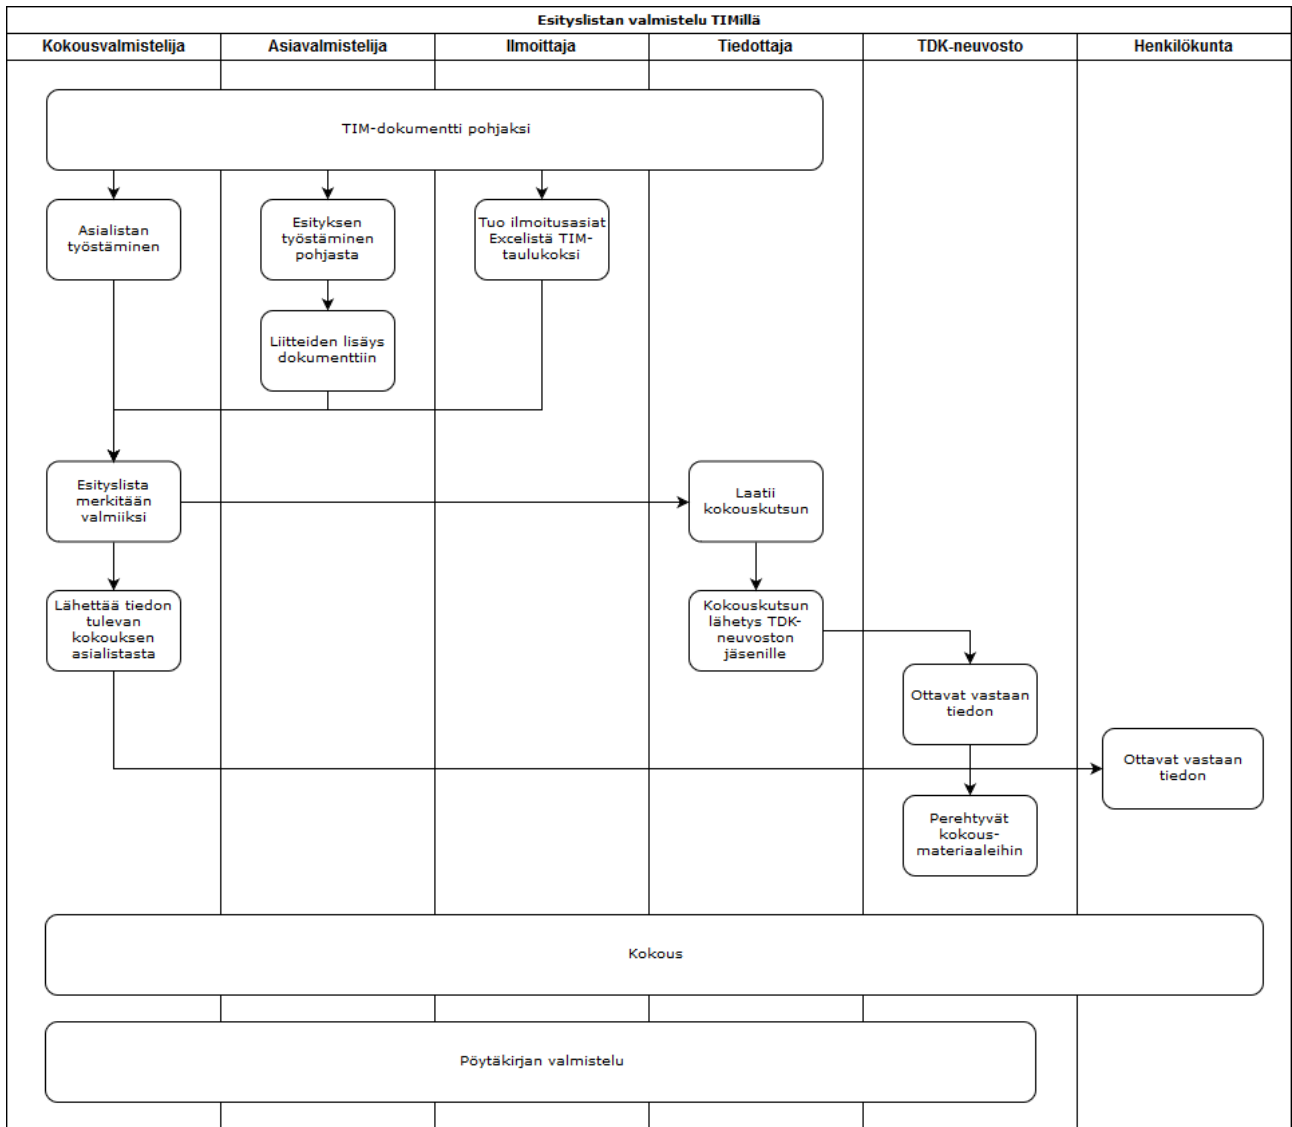 Esityslistan valmistelu TIMillä
Kokousvalmistelija
Asiavalmistelija
Ilmoittaja
Tiedottaja
TDK-neuvosto
Henkilökunta
TIM-dokumentti pohjaksi
Asialistan
työstäminen
Esityksen
työstäminen
pohjasta
Tuo ilmoitusasiat
Excelistä TIM-
taulukoksi
Liitteiden lisäys
dokumenttiin
Esityslista
merkitään
valmiiksi
Laatii
kokouskutsun
Lähettää tiedon
tulevan
kokouksen
asialistasta
Kokouskutsun
lähetys TDK-
neuvoston
jäsenille
Ottavat vastaan
tiedon
Ottavat vastaan
tiedon
Perehtyvät
kokous-
materiaaleihin
Kokous
Pöytäkirjan valmistelu